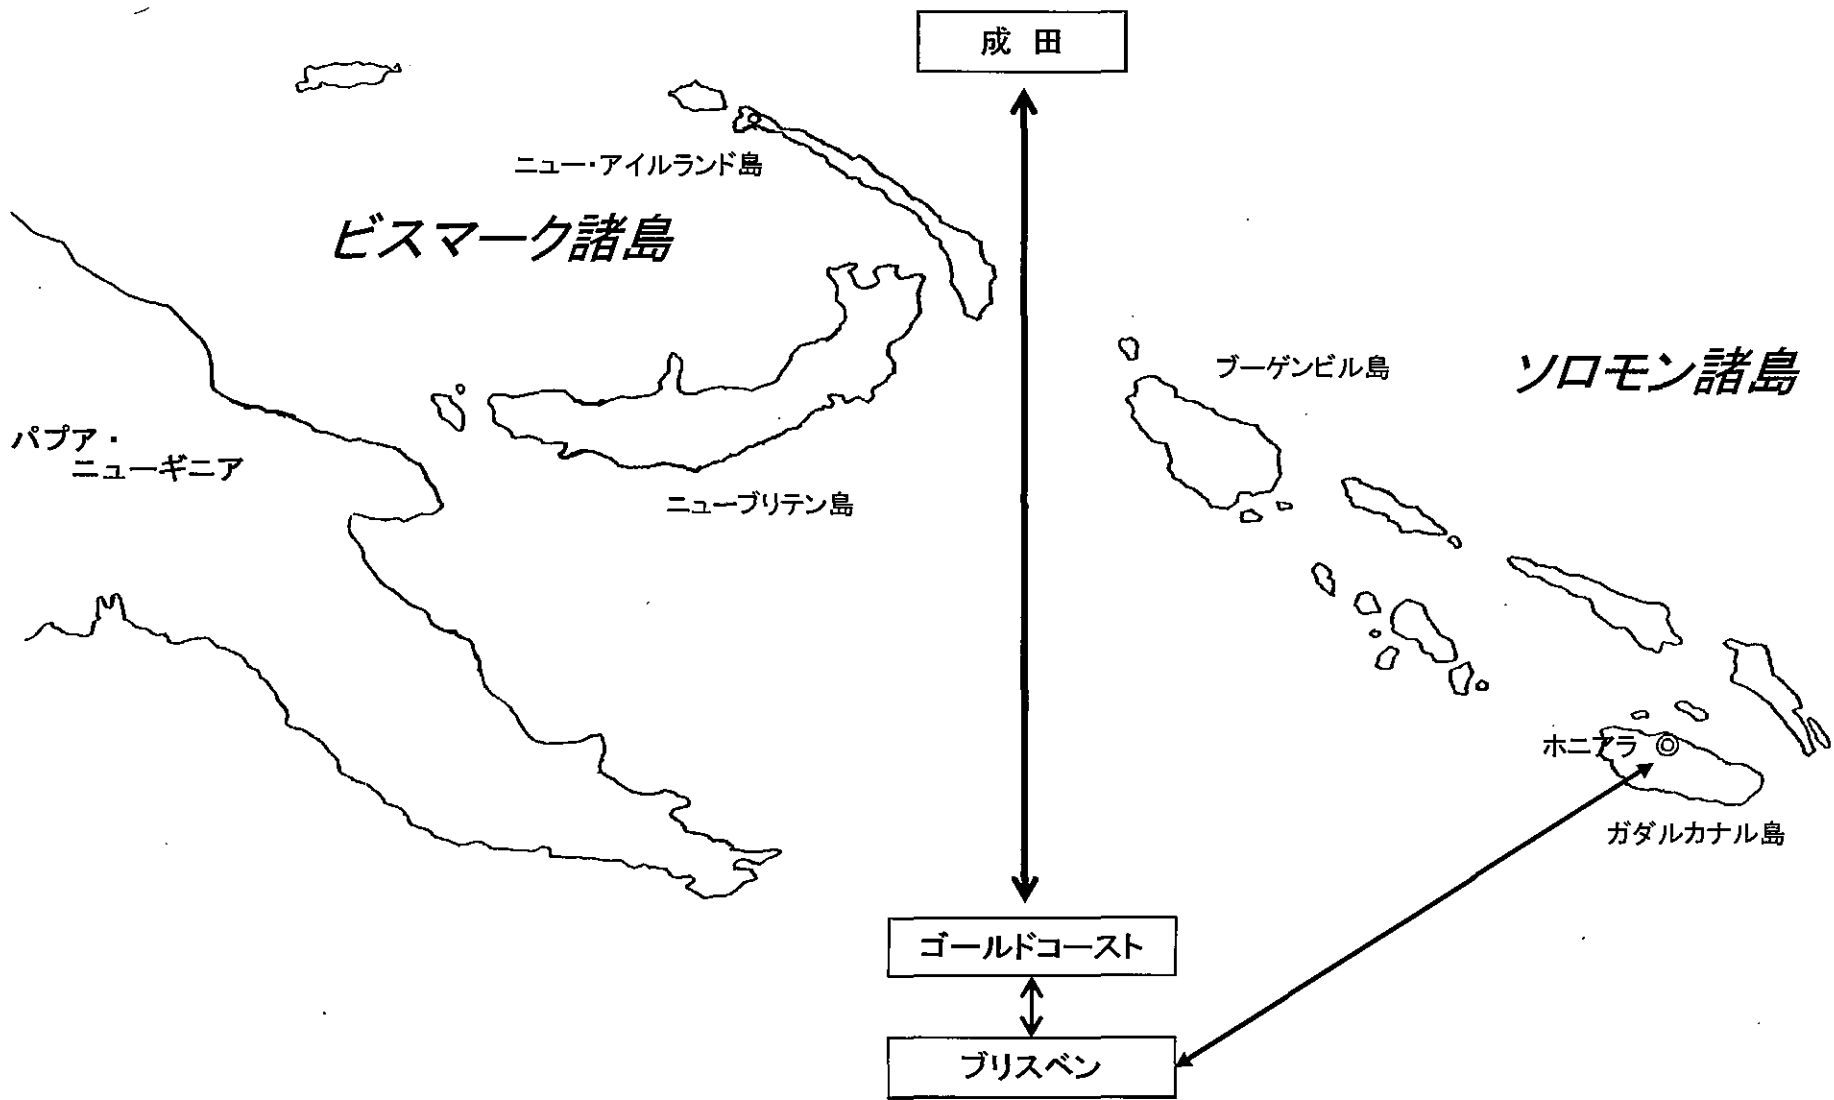 成 田
ニュー・アイルランド島
ビスマーク諸島
ブーゲンビル島
ソロモン諸島
パプア・
ニューギニア
ニューブリテン島
ホニアラ
ガダルカナル島
ゴールドコースト
ブリスベン